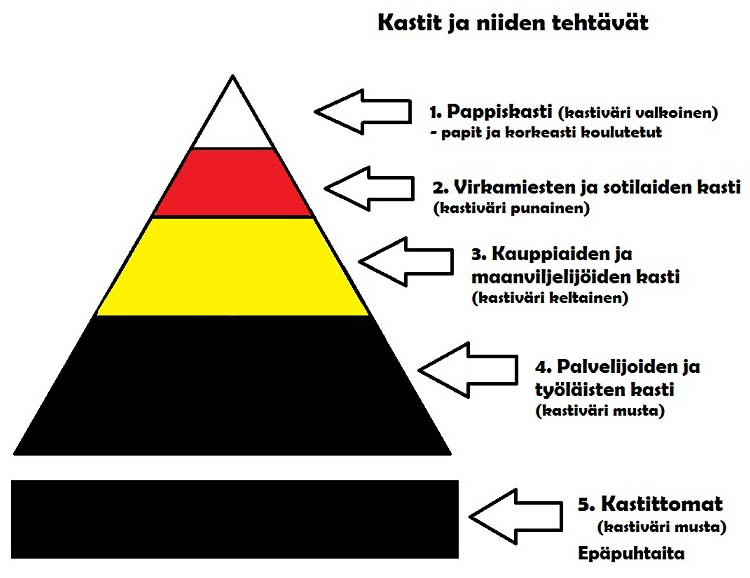 Kastit ja niiden tehtävät
1. Pappiskasti (kastiväri valkoinen)
- papit ja korkeasti koulutetut
2. Virkamiesten ja sotilaiden kasti
(kastiväri punainen)
3. Kauppiaiden ja
maanviljelijöiden kasti
(kastiväri keltainen)
4. Palvelijoiden ja
työläisten kasti
(kastiväri musta)
5. Kastittomat
(kastiväri musta)
Epäpuhtaita